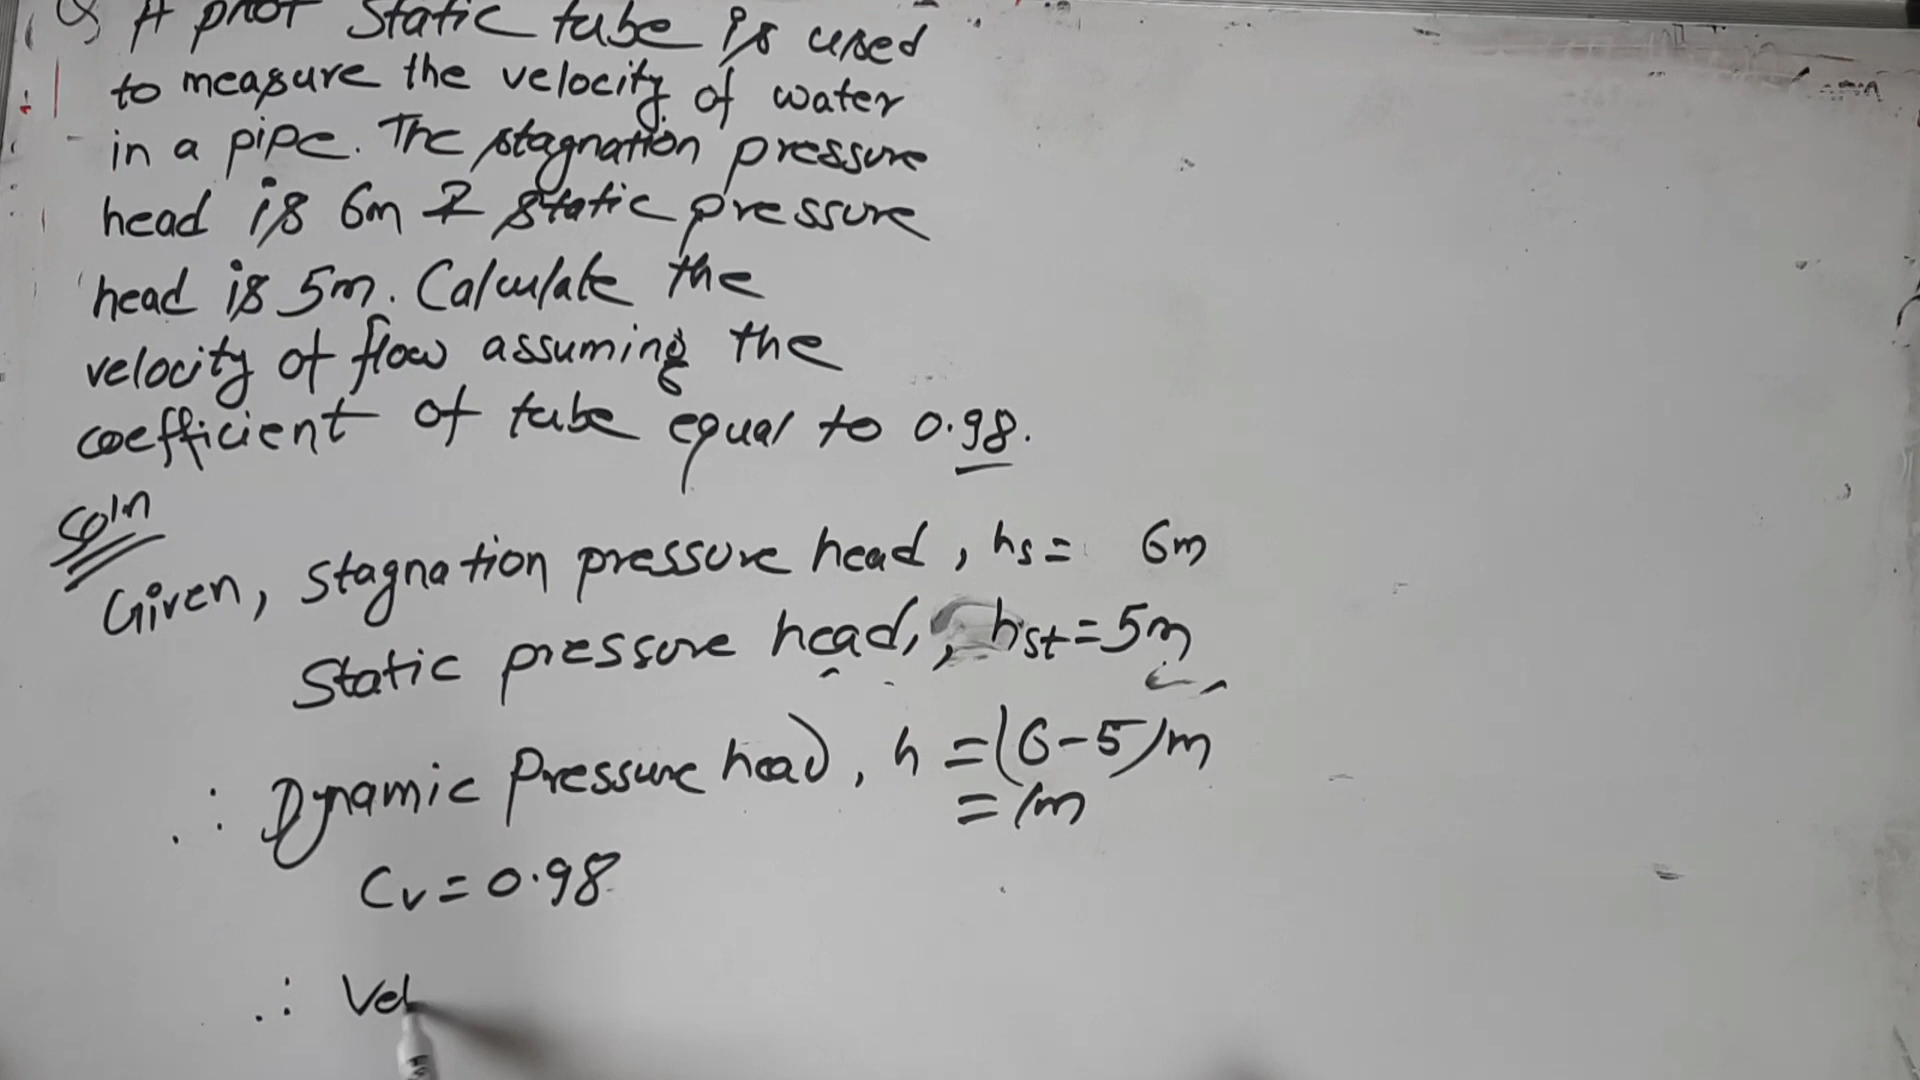 Q A pitot static tube is used
to measure the velocity of water
in a pipe. The stagnation pressure
head is 6m & static pressure
head is 5m. Calculate the
velocity of flow assuming the
coefficient of tube equal to 0.98.
Soln
Given, stagnation pressure head, hs = 6m
Static pressure head, hst = 5m
∴ Dynamic Pressure head, h = (6-5)m
= 1m
Cv = 0.98
∴ Vel